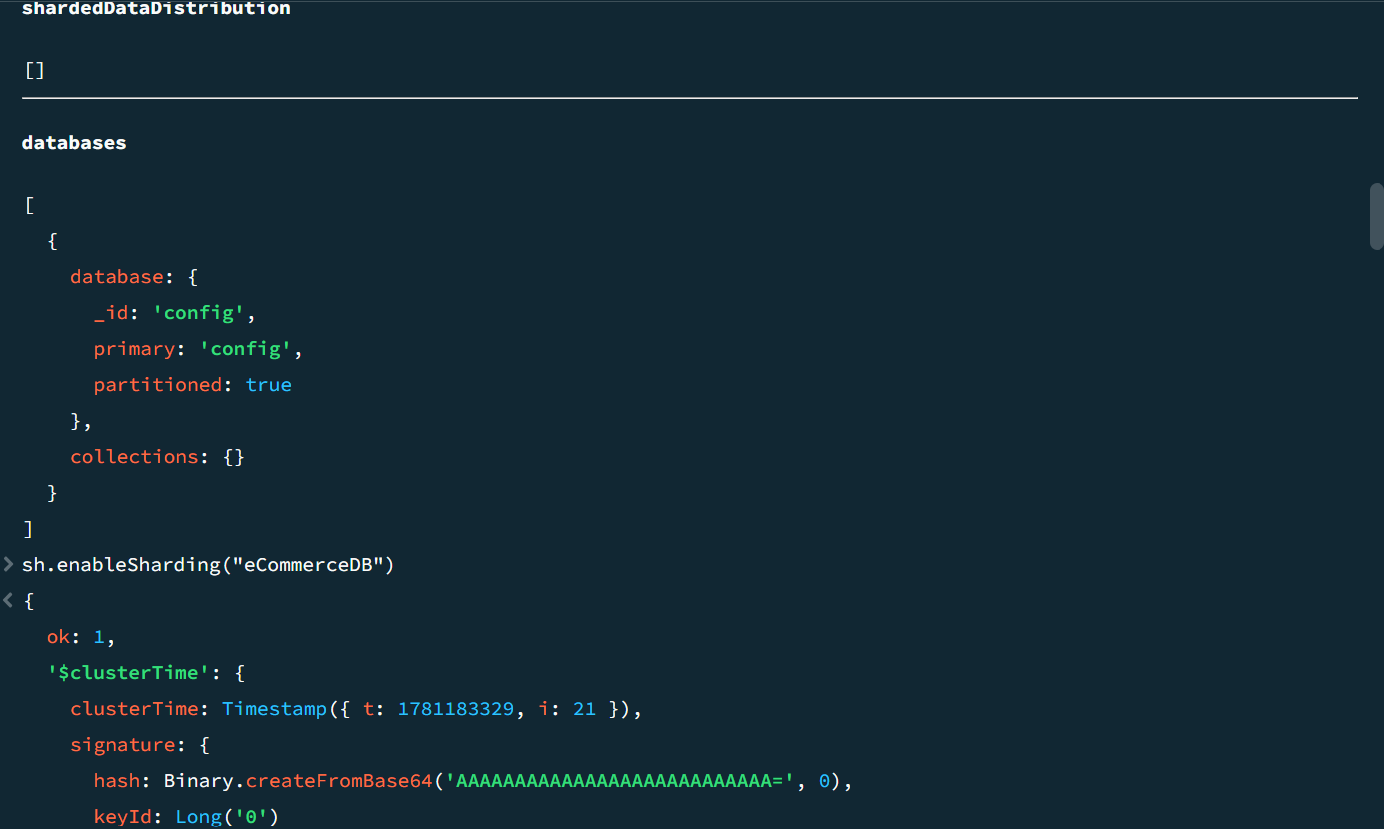 shardedDataDistribution
[]
databases
[
  {
    database: {
      _id: 'config',
      primary: 'config',
      partitioned: true
    },
    collections: {}
  }
]
> sh.enableSharding("eCommerceDB")
< {
  ok: 1,
  '$clusterTime': {
    clusterTime: Timestamp({ t: 1781183329, i: 21 }),
    signature: {
      hash: Binary.createFromBase64('AAAAAAAAAAAAAAAAAAAAAAAAAAA=', 0),
      keyId: Long('0')